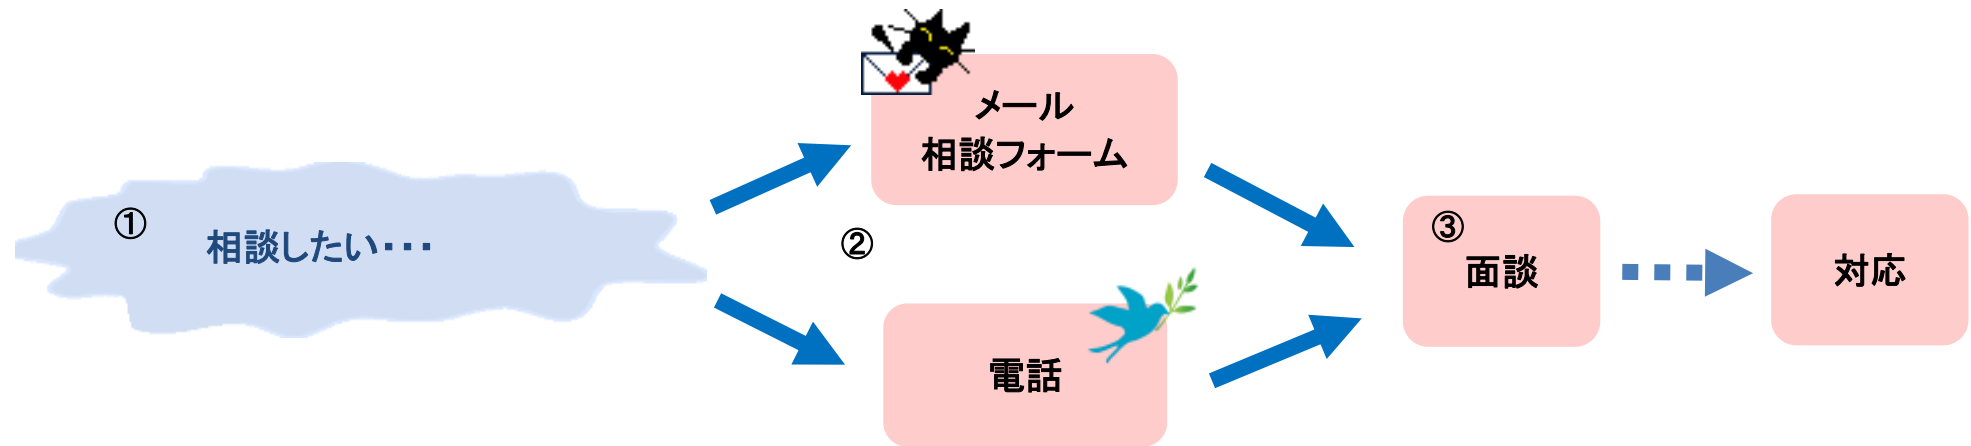 ① 相談したい・・・
②
メール
相談フォーム
電話
③
面談
対応